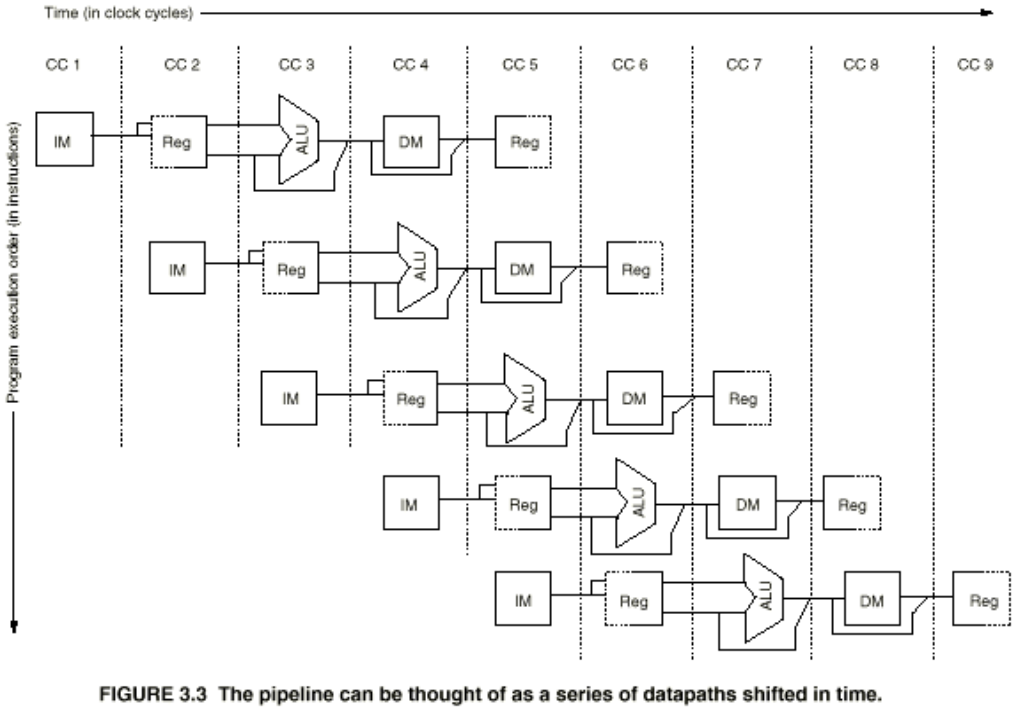 Time (in clock cycles)
CC 1 CC 2 CC 3 CC 4 CC 5 CC 6 CC 7 CC 8 CC 9
Program execution order (in instructions)
IM Reg ALU DM Reg
IM Reg ALU DM Reg
IM Reg ALU DM Reg
IM Reg ALU DM Reg
IM Reg ALU DM Reg
FIGURE 3.3 The pipeline can be thought of as a series of datapaths shifted in time.